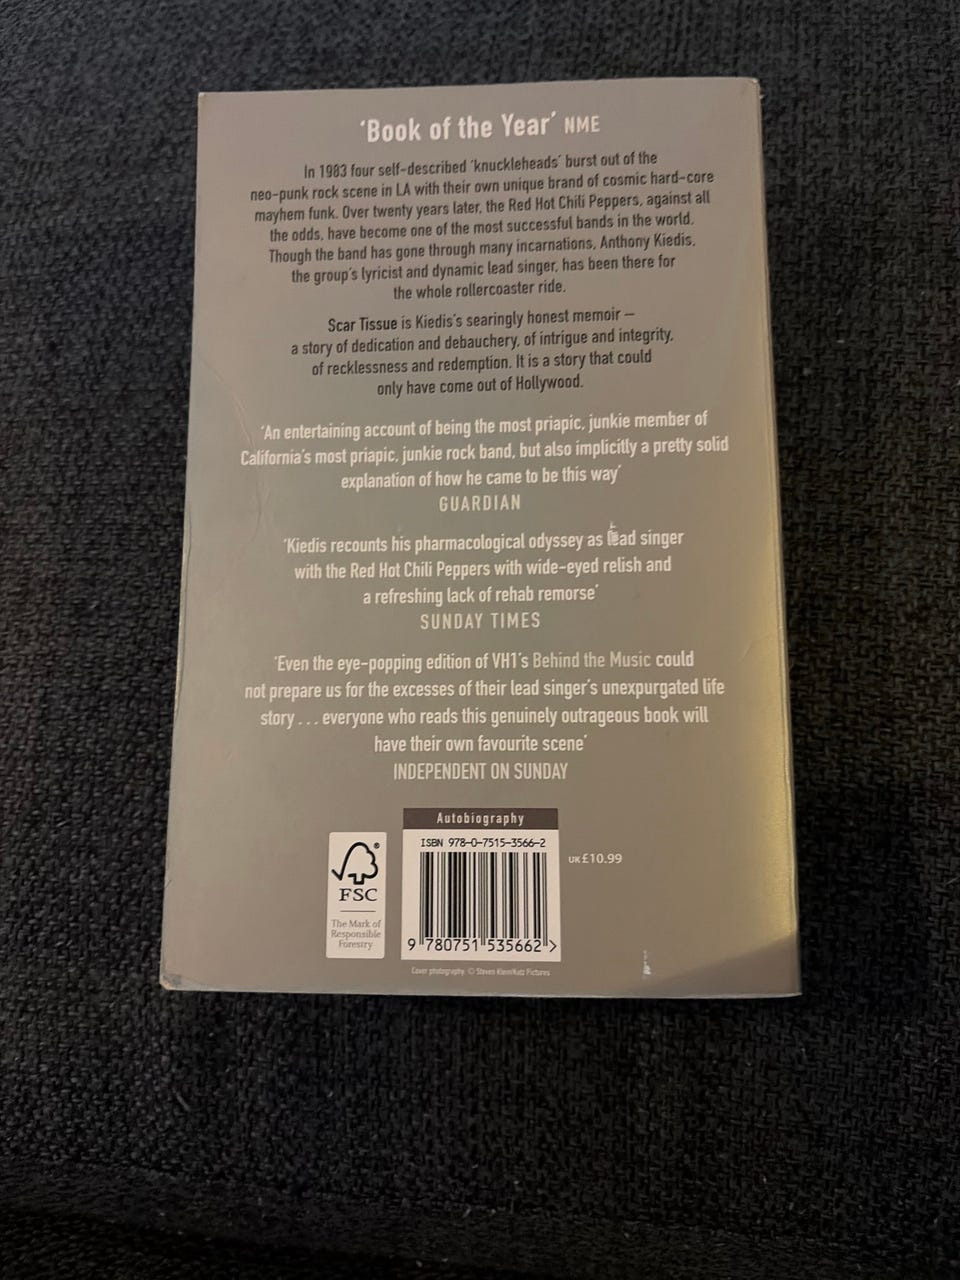 'Book of the Year' NME
In 1983 four self-described 'knuckleheads' burst out of the
neo-punk rock scene in LA with their own unique brand of cosmic hard-core
mayhem funk. Over twenty years later, the Red Hot Chili Peppers, against all
the odds, have become one of the most successful bands in the world.
Though the band has gone through many incarnations, Anthony Kiedis,
the group's lyricist and dynamic lead singer, has been there for
the whole rollercoaster ride.
Scar Tissue is Kiedis's searingly honest memoir –
a story of dedication and debauchery, of intrigue and integrity,
of recklessness and redemption. It is a story that could
only have come out of Hollywood.
'An entertaining account of being the most priapic, junkie member of
California's most priapic, junkie rock band, but also implicitly a pretty solid
explanation of how he came to be this way'
GUARDIAN
'Kiedis recounts his pharmacological odyssey as lead singer
with the Red Hot Chili Peppers with wide-eyed relish and
a refreshing lack of rehab remorse'
SUNDAY TIMES
'Even the eye-popping edition of VH1's Behind the Music could
not prepare us for the excesses of their lead singer's unexpurgated life
story . . . everyone who reads this genuinely outrageous book will
have their own favourite scene'
INDEPENDENT ON SUNDAY
Autobiography
ISBN 978-0-7515-3566-2
UK £10.99
®
FSC
The Mark of
Responsible
Forestry
9 780751 535662 >
Cover photography © Steven Klein/Katz Pictures